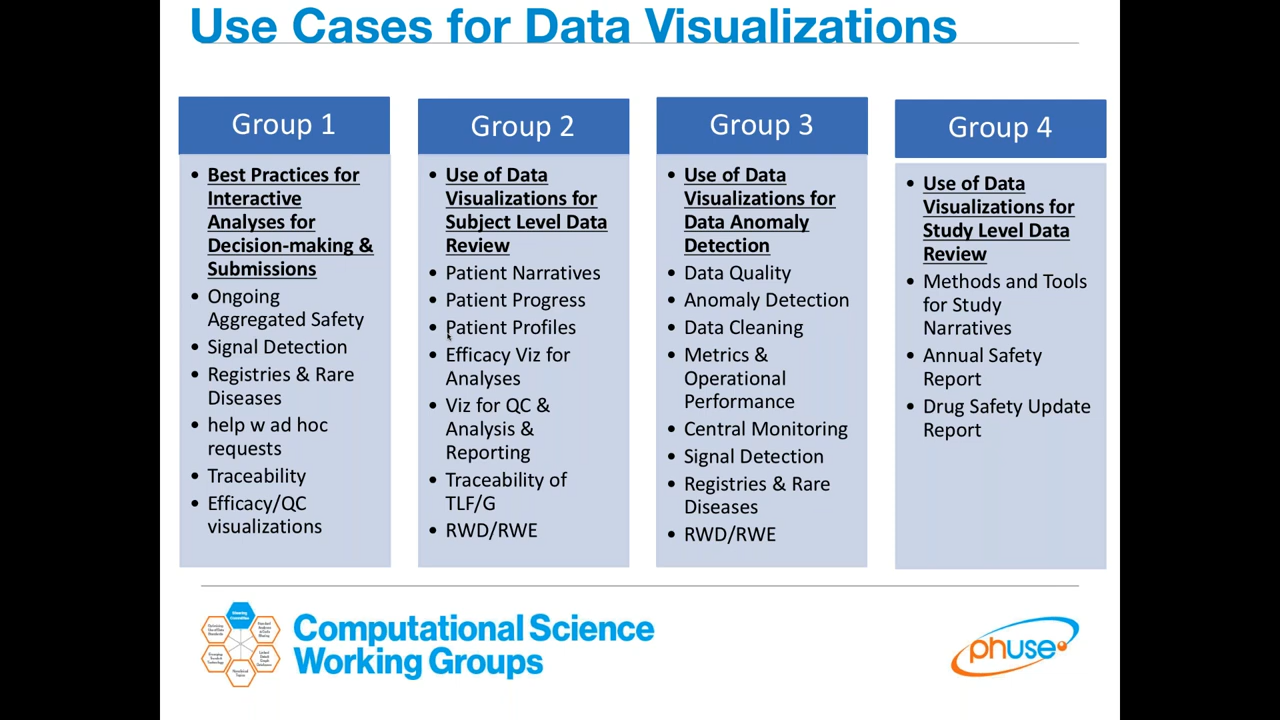 Use Cases for Data Visualizations
Group 1
• Best Practices for
Interactive
Analyses for
Decision-making &
Submissions
• Ongoing
Aggregated Safety
• Signal Detection
• Registries & Rare
Diseases
• help w ad hoc
requests
• Traceability
• Efficacy/QC
visualizations
Group 2
• Use of Data
Visualizations for
Subject Level Data
Review
• Patient Narratives
• Patient Progress
• Patient Profiles
• Efficacy Viz for
Analyses
• Viz for QC &
Analysis &
Reporting
• Traceability of
TLF/G
• RWD/RWE
Group 3
• Use of Data
Visualizations for
Data Anomaly
Detection
• Data Quality
• Anomaly Detection
• Data Cleaning
• Metrics &
Operational
Performance
• Central Monitoring
• Signal Detection
• Registries & Rare
Diseases
• RWD/RWE
Group 4
• Use of Data
Visualizations for
Study Level Data
Review
• Methods and Tools
for Study
Narratives
• Annual Safety
Report
• Drug Safety Update
Report
Computational Science
Working Groups
phuse